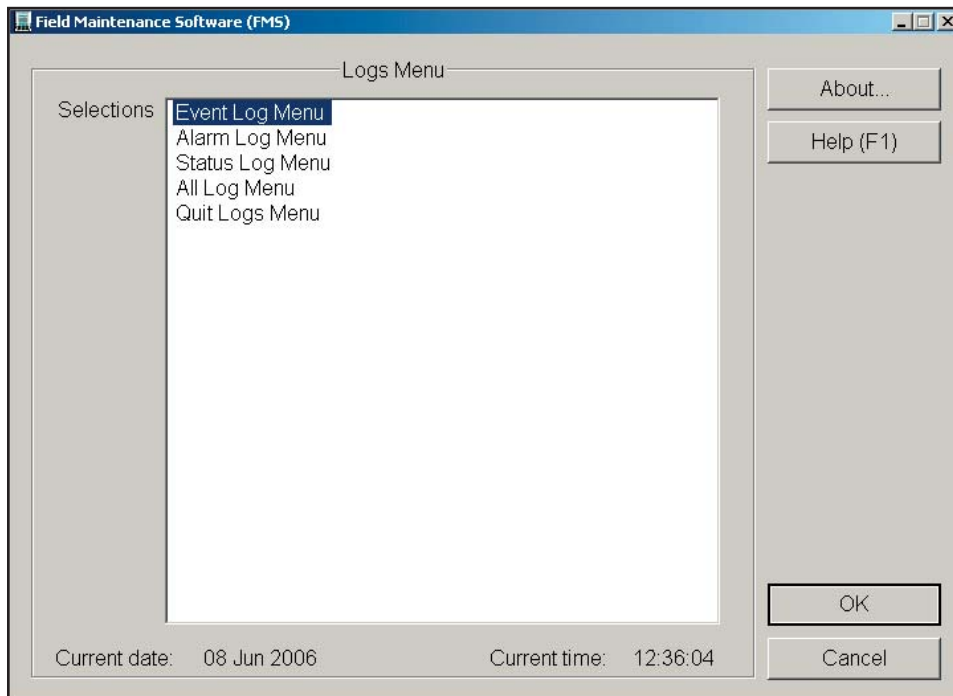 Field Maintenance Software (FMS)
Logs Menu
Selections
Event Log Menu
Alarm Log Menu
Status Log Menu
All Log Menu
Quit Logs Menu
About...
Help (F1)
OK
Cancel
Current date: 08 Jun 2006 Current time: 12:36:04